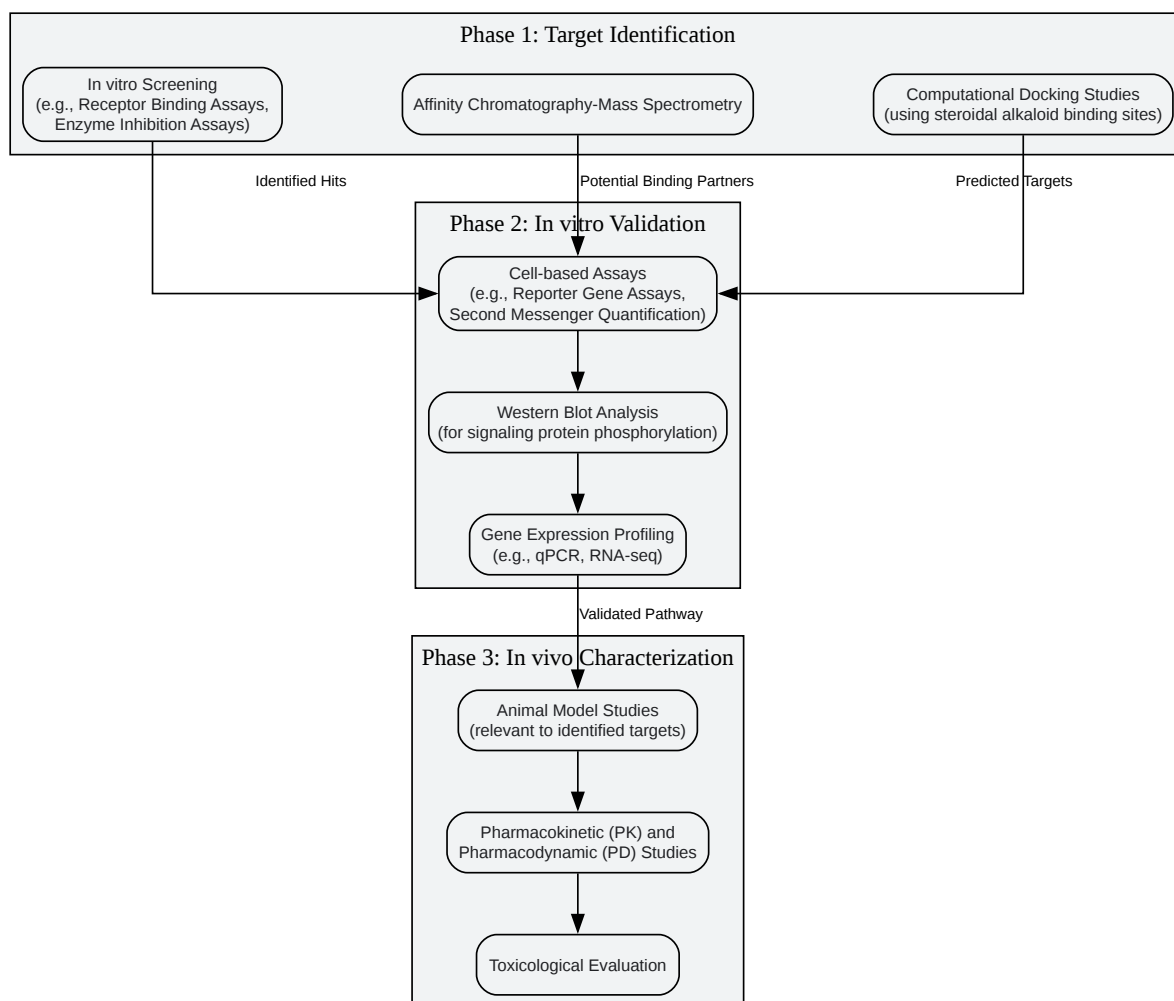 Phase 1: Target Identification
In vitro Screening
(e.g., Receptor Binding Assays,
Enzyme Inhibition Assays)
Affinity Chromatography-Mass Spectrometry
Computational Docking Studies
(using steroidal alkaloid binding sites)
Identified Hits
Potential Binding Partners
Predicted Targets
Phase 2: In vitro Validation
Cell-based Assays
(e.g., Reporter Gene Assays,
Second Messenger Quantification)
Western Blot Analysis
(for signaling protein phosphorylation)
Gene Expression Profiling
(e.g., qPCR, RNA-seq)
Validated Pathway
Phase 3: In vivo Characterization
Animal Model Studies
(relevant to identified targets)
Pharmacokinetic (PK) and
Pharmacodynamic (PD) Studies
Toxicological Evaluation